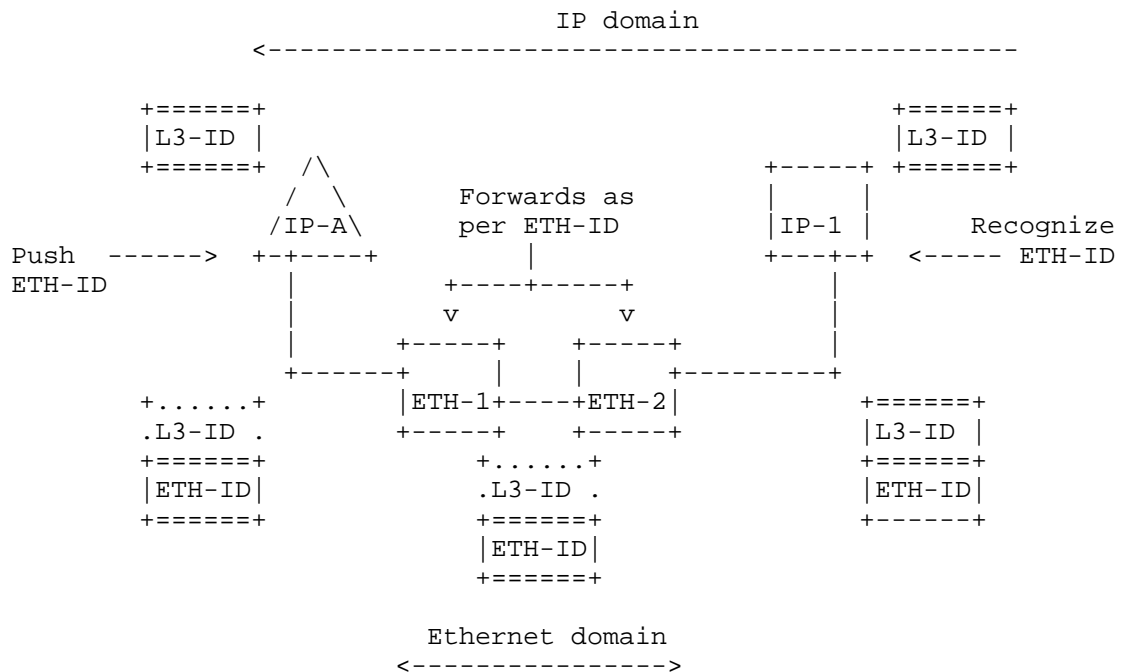 IP domain
L3-ID L3-ID
Forwards as
IP-A per ETH-ID IP-1 Recognize
Push ETH-ID
ETH-ID
v v
ETH-1 ETH-2
L3-ID L3-ID
ETH-ID L3-ID ETH-ID
ETH-ID
Ethernet domain